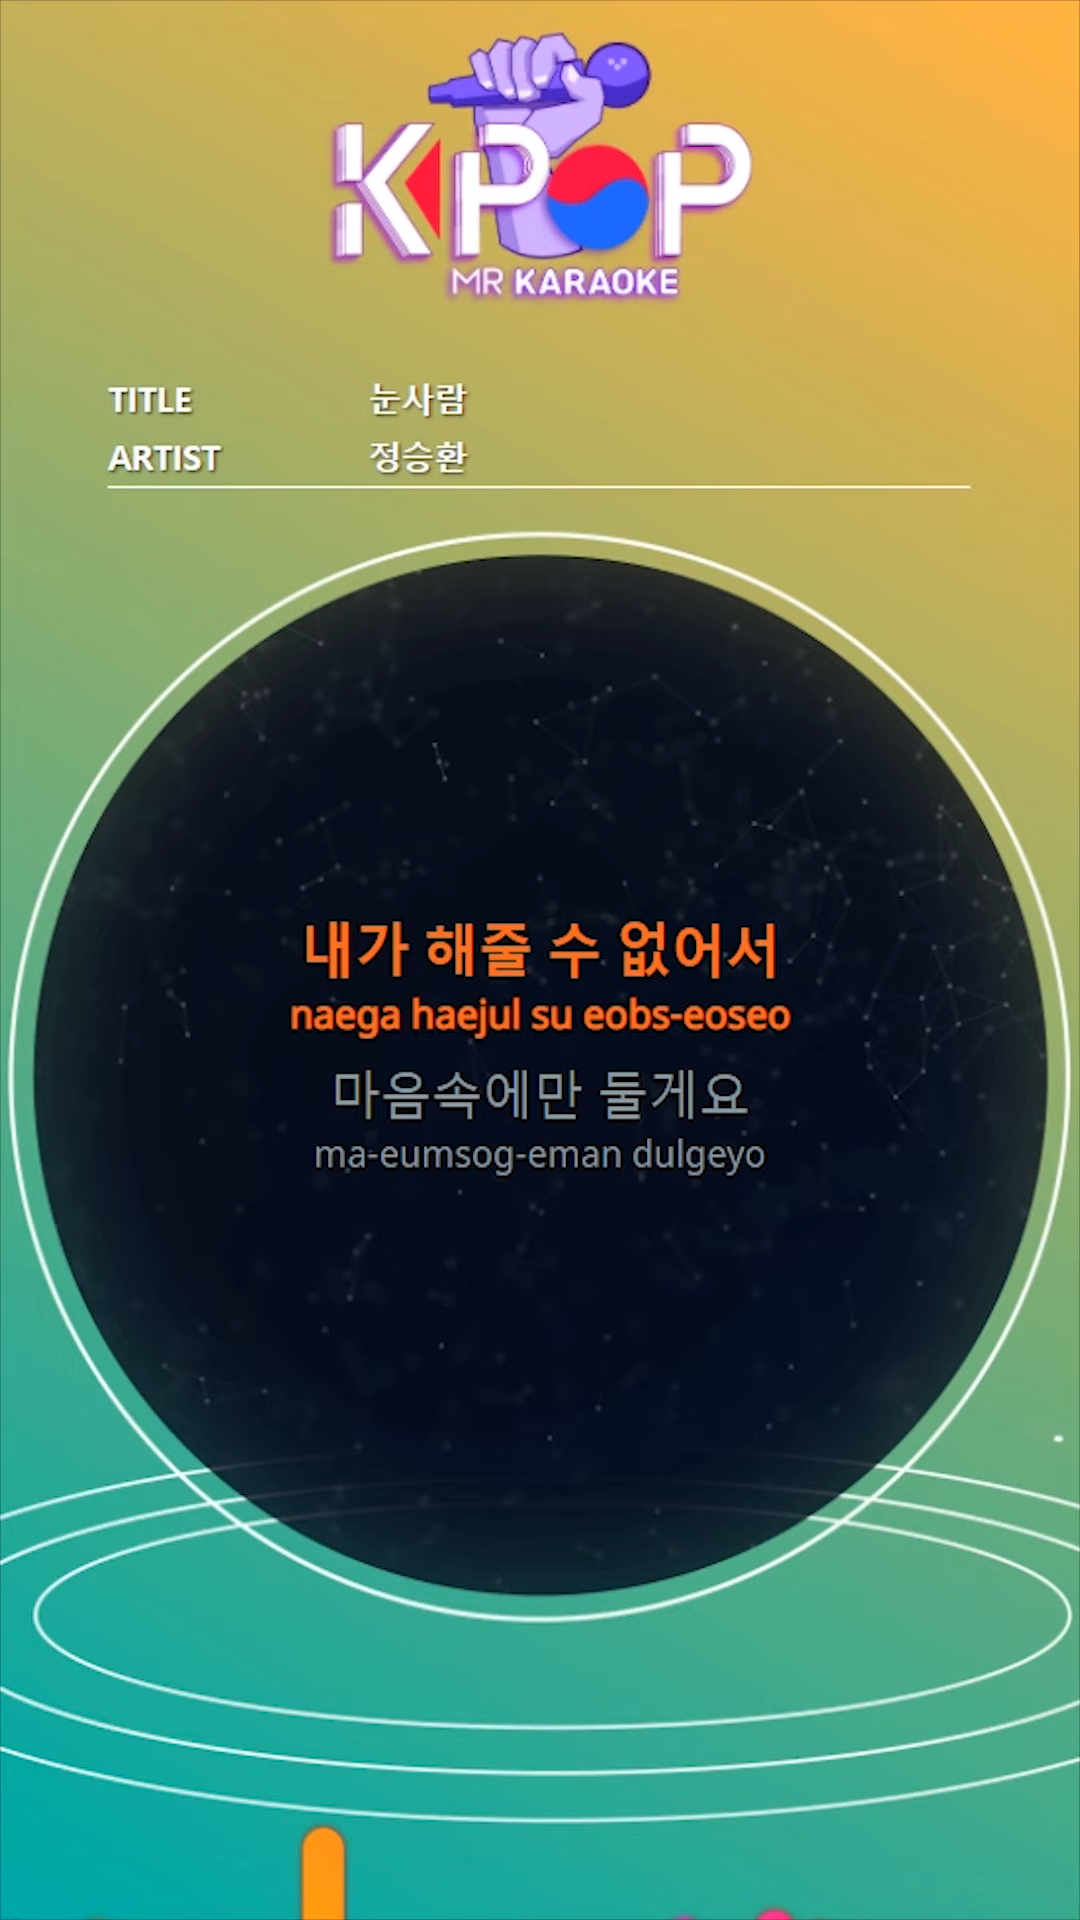 KPOP
MR KARAOKE
TITLE 눈사람
ARTIST 정승환
내가 해줄 수 없어서
naega haejul su eobs-eoseo
마음속에만 둘게요
ma-eumsog-eman dulgeyo